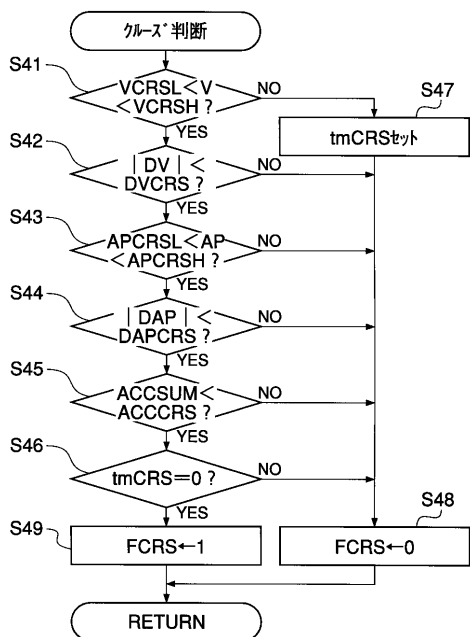 ｸﾙｰｽﾞ判断
S41
VCRSL＜V
＜VCRSH ?
NO
YES
S47
tmCRSｾｯﾄ
S42
｜DV｜＜
DVCRS ?
NO
YES
S43
APCRSL＜AP
＜APCRSH ?
NO
YES
S44
｜DAP｜＜
DAPCRS ?
NO
YES
S45
ACCSUM＜
ACCCRS ?
NO
YES
S46
tmCRS＝0 ?
NO
YES
S49
FCRS←1
S48
FCRS←0
RETURN